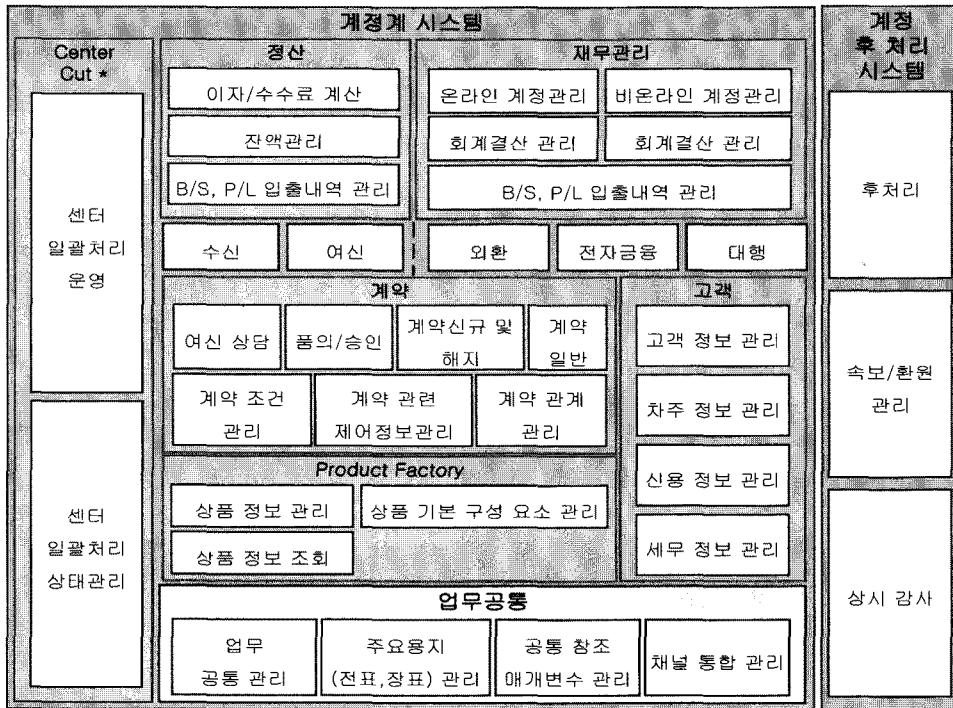 계정계 시스템
Center
Cut *
센터
일괄처리
운영
센터
일괄처리
상태관리
정산
이자/수수료 계산
잔액관리
B/S, P/L 입출내역 관리
재무관리
온라인 계정관리
비온라인 계정관리
회계결산 관리
회계결산 관리
B/S, P/L 입출내역 관리
수신
여신
외환
전자금융
대행
계약
여신 상담
품의/승인
계약신규 및
해지
계약
일반
계약 조건
관리
계약 관련
제어정보관리
계약 관계
관리
Product Factory
상품 정보 관리
상품 기본 구성 요소 관리
상품 정보 조회
고객
고객 정보 관리
차주 정보 관리
신용 정보 관리
세무 정보 관리
업무공통
업무
공통 관리
주요용지
(전표,장표) 관리
공통 참조
매개변수 관리
채널 통합 관리
계정
후 처리
시스템
후처리
속보/환원
관리
상시 감사